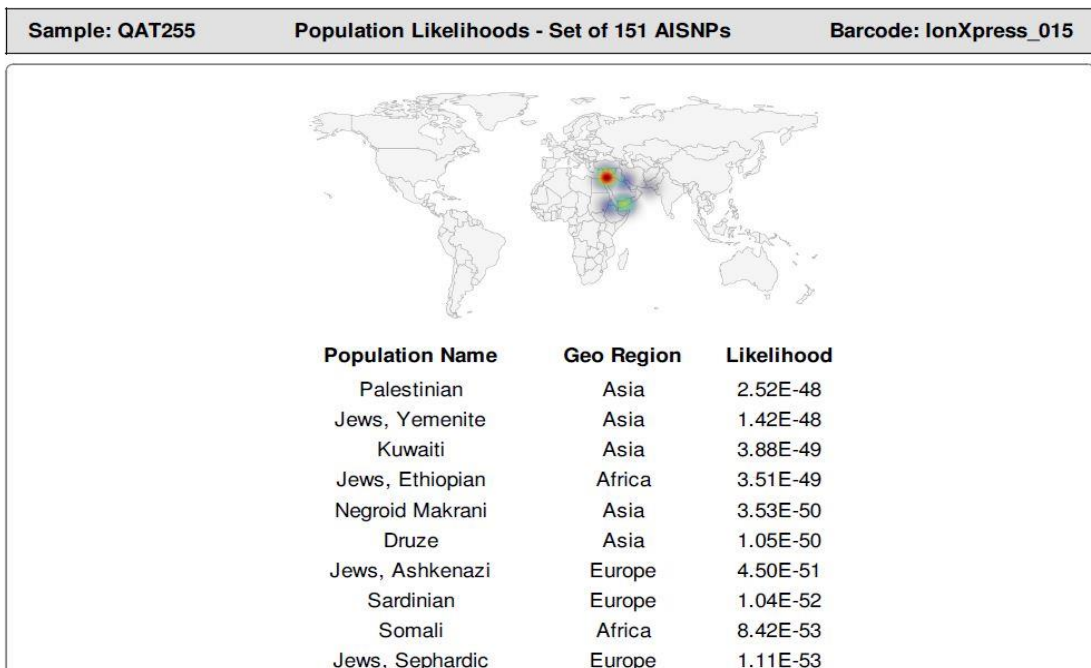 Sample: QAT255 Population Likelihoods - Set of 151 AISNPs Barcode: IonXpress_015
Population Name Geo Region Likelihood
Palestinian Asia 2.52E-48
Jews, Yemenite Asia 1.42E-48
Kuwaiti Asia 3.88E-49
Jews, Ethiopian Africa 3.51E-49
Negroid Makrani Asia 3.53E-50
Druze Asia 1.05E-50
Jews, Ashkenazi Europe 4.50E-51
Sardinian Europe 1.04E-52
Somali Africa 8.42E-53
Jews, Sephardic Europe 1.11E-53